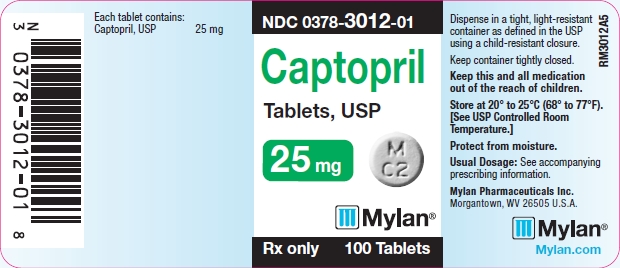 N
3 0378-3012-01 8
Each tablet contains:
Captopril, USP 25 mg
NDC 0378-3012-01
Captopril
Tablets, USP
25 mg
M
C2
Mylan®
Rx only 100 Tablets
Dispense in a tight, light-resistant
container as defined in the USP
using a child-resistant closure.
Keep container tightly closed.
Keep this and all medication
out of the reach of children.
Store at 20° to 25°C (68° to 77°F).
[See USP Controlled Room
Temperature.]
Protect from moisture.
Usual Dosage: See accompanying
prescribing information.
Mylan Pharmaceuticals Inc.
Morgantown, WV 26505 U.S.A.
Mylan®
Mylan.com
RM3012A5